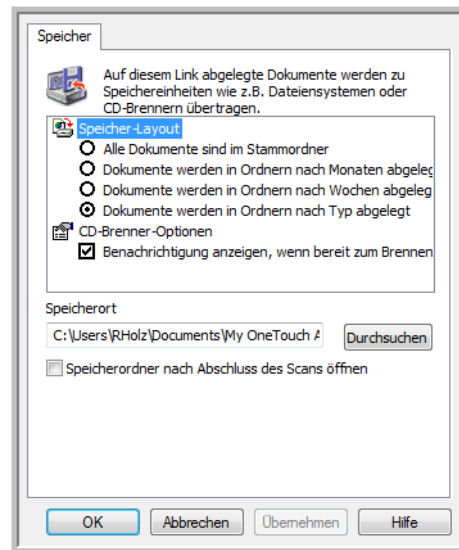 Speicher
Auf diesem Link abgelegte Dokumente werden zu
Speichereinheiten wie z.B. Dateiensystemen oder
CD-Brennern übertragen.
Speicher-Layout
Alle Dokumente sind im Stammordner
Dokumente werden in Ordnern nach Monaten abgeleg
Dokumente werden in Ordnern nach Wochen abgeleg
Dokumente werden in Ordnern nach Typ abgelegt
CD-Brenner-Optionen
Benachrichtigung anzeigen, wenn bereit zum Brennen
Speicherort
C:\Users\RHolz\Documents\My OneTouch A
Durchsuchen
Speicherordner nach Abschluss des Scans öffnen
OK Abbrechen Übernehmen Hilfe